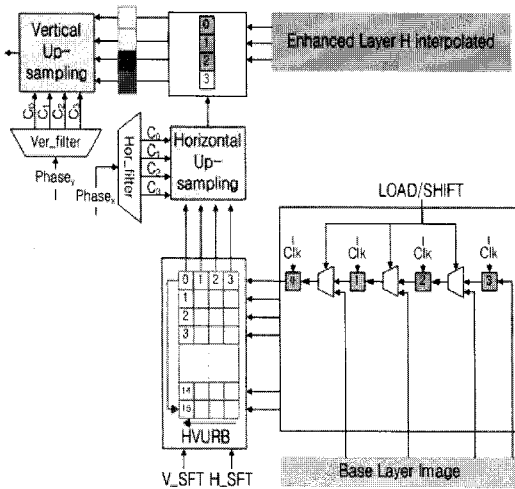 Vertical
Up-
sampling
0
1
2
3
Enhanced Layer H interpolated
C₀
C₁
C₂
C₃
Ver_filter
Phaseᵧ
Hor_filter
C₀
C₁
C₂
C₃
Horizontal
Up-
sampling
Phaseₓ
LOAD/SHIFT
Clk
Clk
Clk
Clk
4
1
2
3
0 1 2 3
1
2
3
14
15
HVURB
V_SFT H_SFT
Base Layer Image